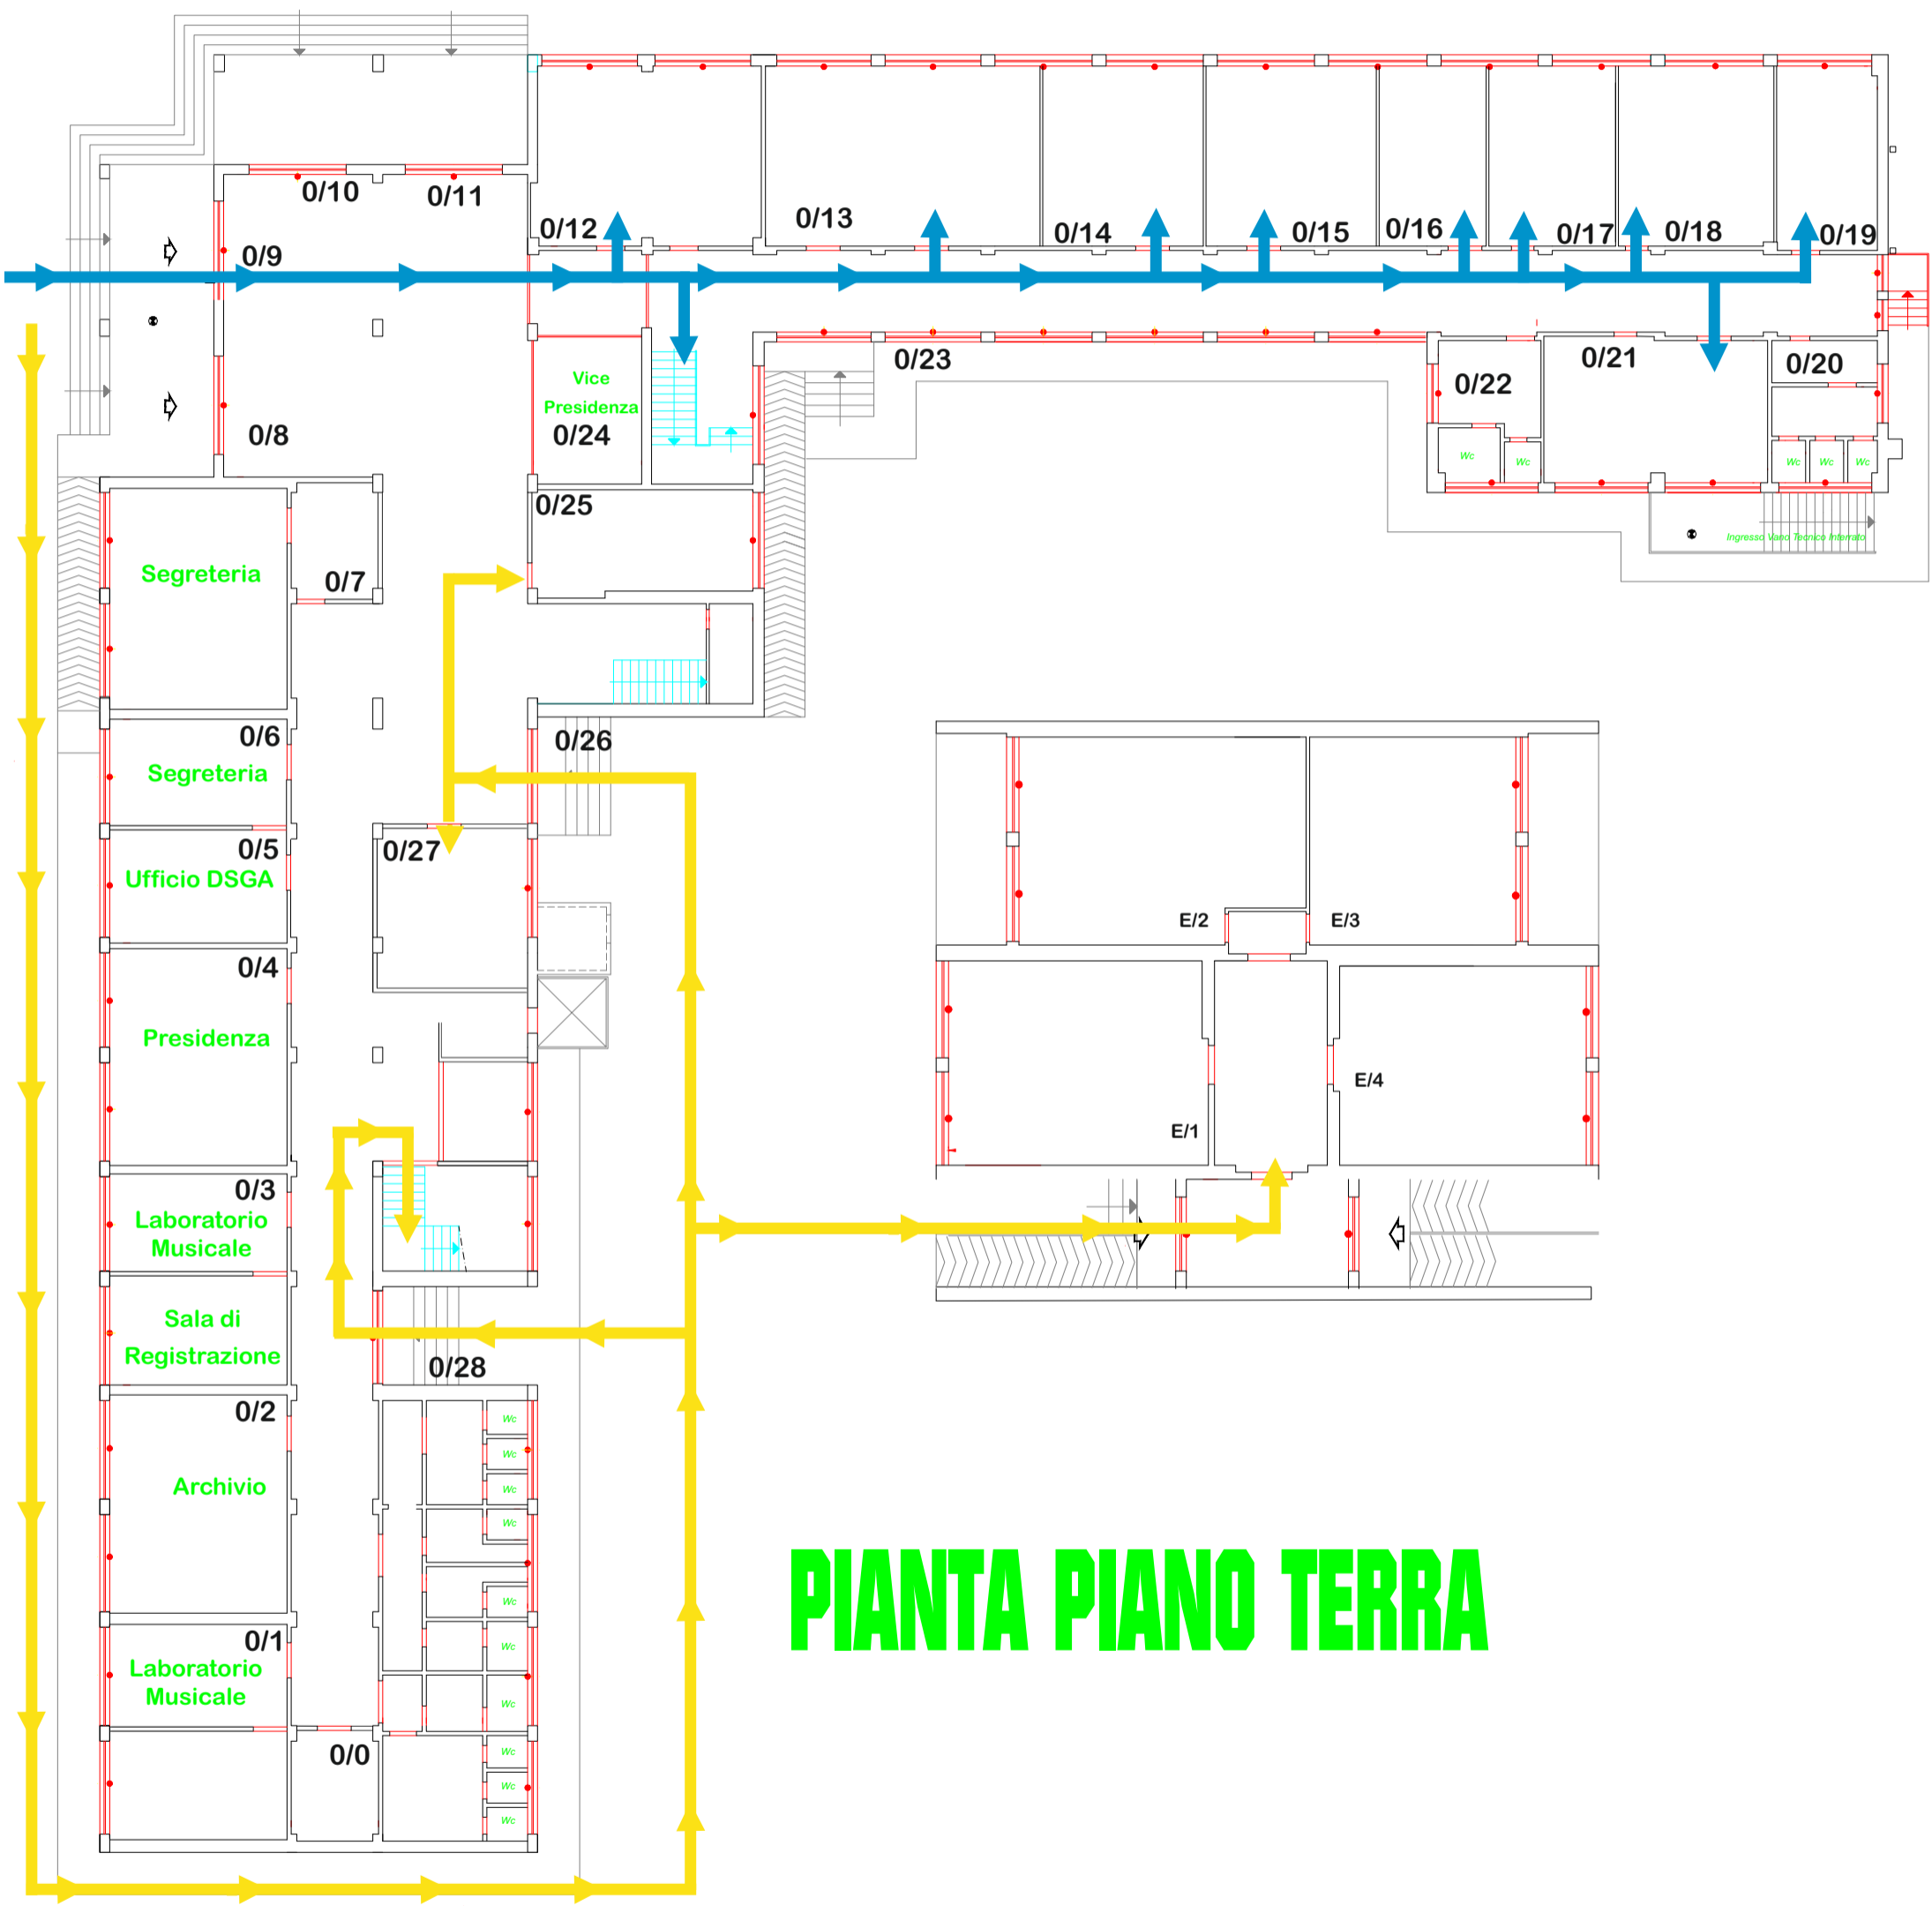 0/10
0/11
0/12
0/13
0/14
0/15
0/16
0/17
0/18
0/19
0/9
0/8
Vice
Presidenza
0/24
0/23
0/22
0/21
0/20
Wc
Wc
Wc
Wc
Wc
Ingresso Vano Tecnico Interrato
0/25
Segreteria
0/7
0/6
Segreteria
0/26
0/5
Ufficio DSGA
0/27
0/4
Presidenza
E/2
E/3
E/4
E/1
0/3
Laboratorio
Musicale
Sala di
Registrazione
0/28
0/2
Archivio
Wc
Wc
Wc
Wc
Wc
Wc
Wc
0/1
Laboratorio
Musicale
0/0
Wc
Wc
Wc
PIANTA PIANO TERRA